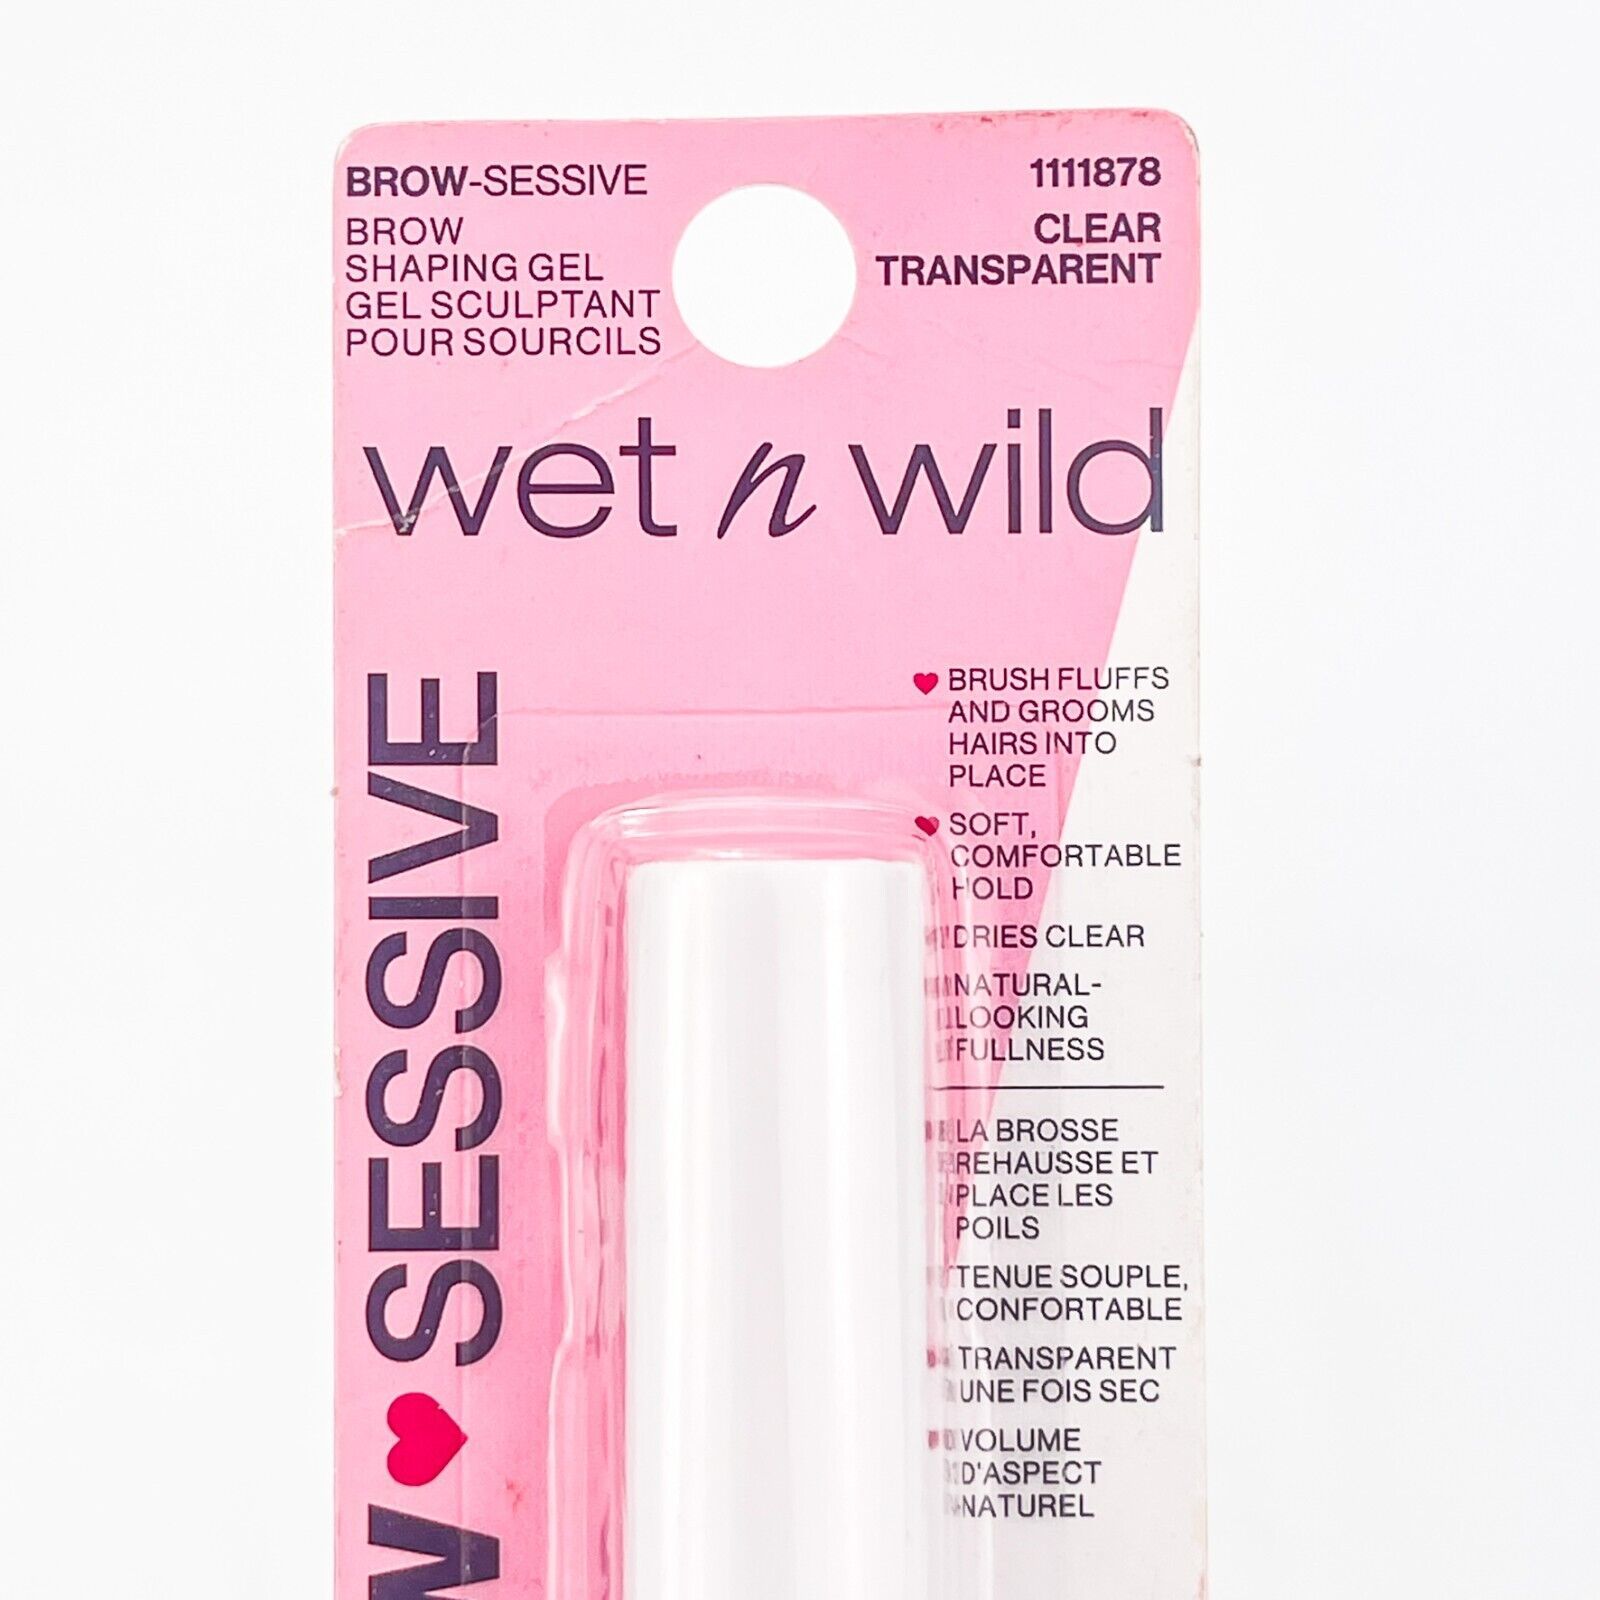 BROW-SESSIVE
BROW
SHAPING GEL
GEL SCULPTANT
POUR SOURCILS
1111878
CLEAR
TRANSPARENT
wet n wild
W ♥ SESSIVE
♥ BRUSH FLUFFS
AND GROOMS
HAIRS INTO
PLACE
♥ SOFT,
COMFORTABLE
HOLD
DRIES CLEAR
NATURAL-
LOOKING
FULLNESS
LA BROSSE
REHAUSSE ET
PLACE LES
POILS
TENUE SOUPLE,
CONFORTABLE
TRANSPARENT
UNE FOIS SEC
VOLUME
D'ASPECT
NATUREL